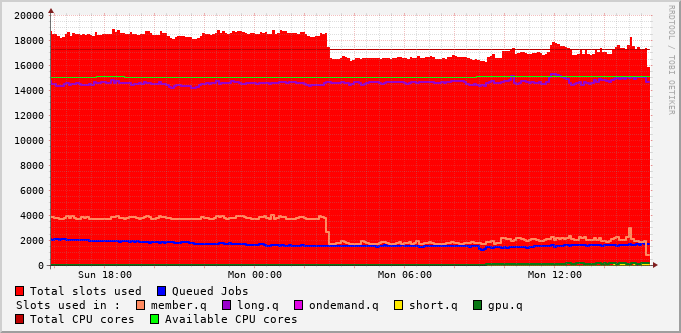 20000
18000
16000
14000
12000
10000
8000
6000
4000
2000
0
Sun 18:00 Mon 00:00 Mon 06:00 Mon 12:00
Total slots used Queued Jobs
Slots used in : member.q long.q ondemand.q short.q gpu.q
Total CPU cores Available CPU cores
RRDTOOL / TOBI OETIKER